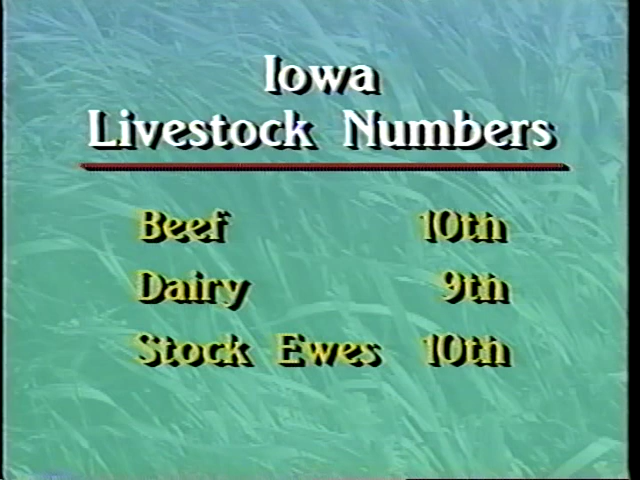 Iowa
Livestock Numbers
Beef 10th
Dairy 9th
Stock Ewes 10th